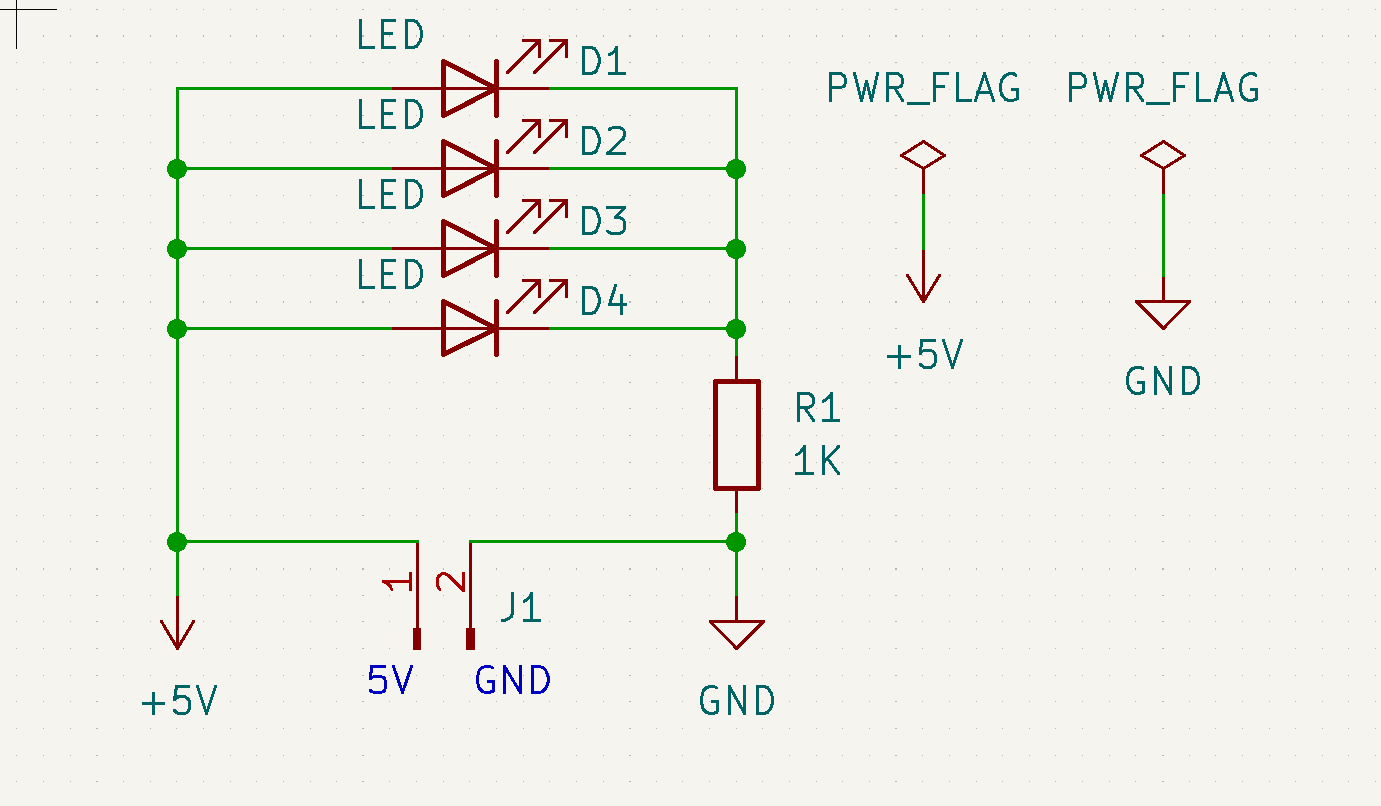 LED
D1
LED
D2
LED
D3
LED
D4
PWR_FLAG
PWR_FLAG
+5V
GND
R1
1K
1
2
J1
5V
GND
+5V
GND